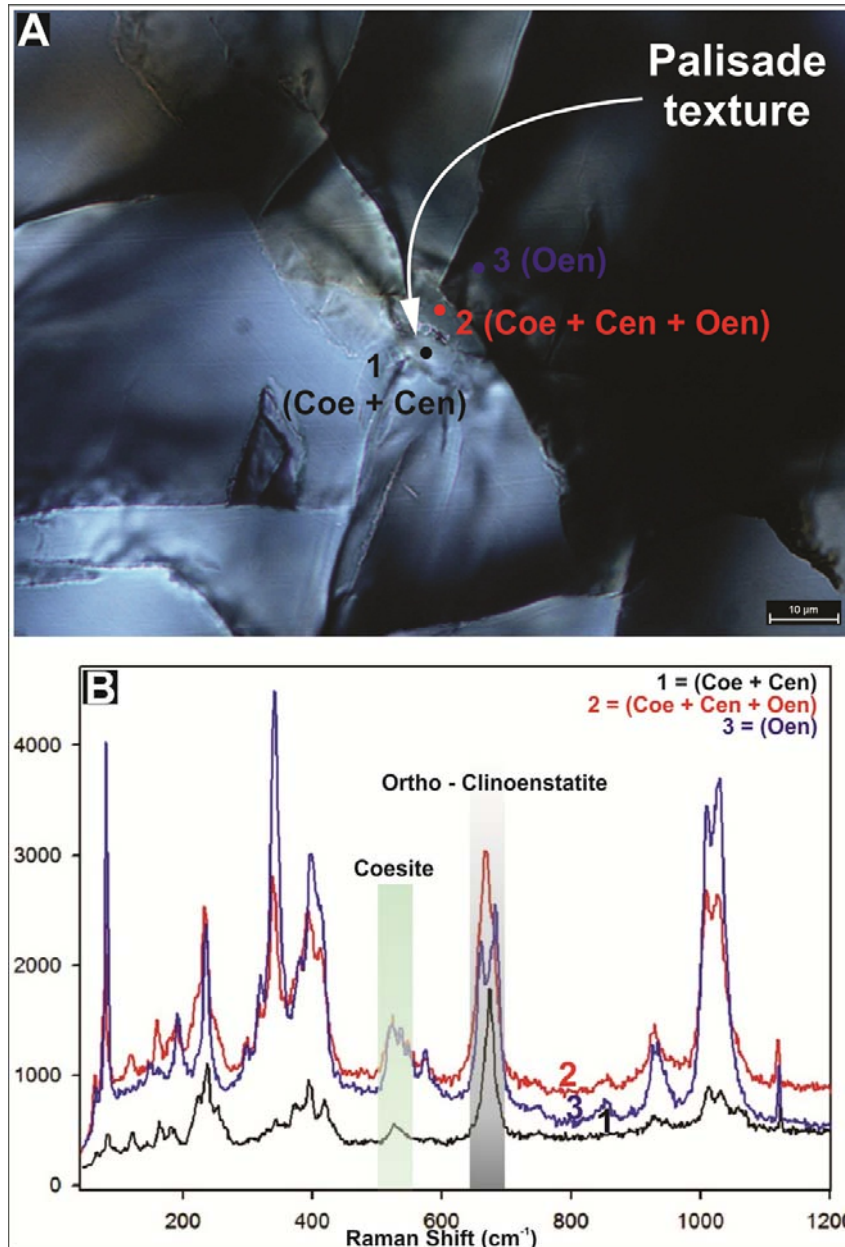 A
Palisade
texture
3 (Oen)
2 (Coe + Cen + Oen)
1
(Coe + Cen)
10 µm
B
1 = (Coe + Cen)
2 = (Coe + Cen + Oen)
3 = (Oen)
4000
Ortho - Clinoenstatite
3000
Coesite
2000
1000
2
3
1
0
200
400
600
800
1000
1200
Raman Shift (cm⁻¹)